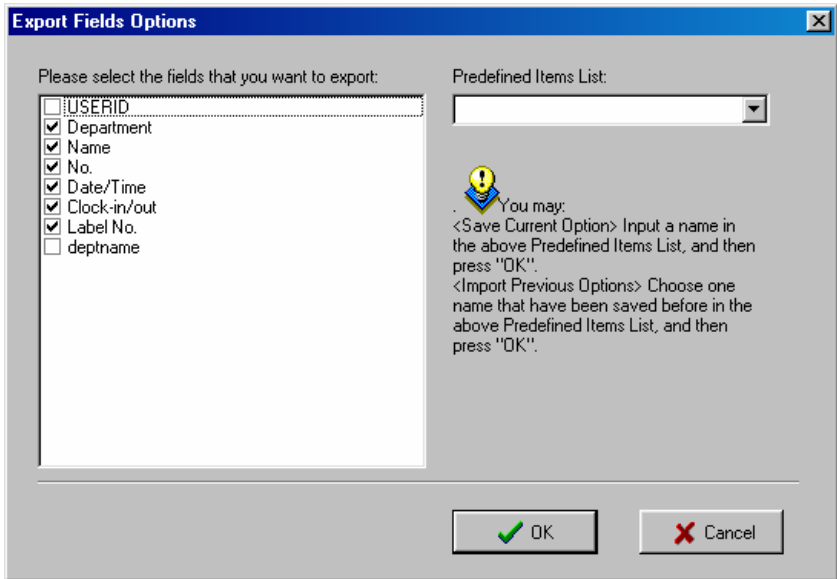 Export Fields Options
Please select the fields that you want to export:
USERID
Department
Name
No.
Date/Time
Clock-in/out
Label No.
deptname
Predefined Items List:
. You may:
<Save Current Option> Input a name in
the above Predefined Items List, and then
press "OK".
<Import Previous Options> Choose one
name that have been saved before in the
above Predefined Items List, and then
press "OK".
OK
Cancel